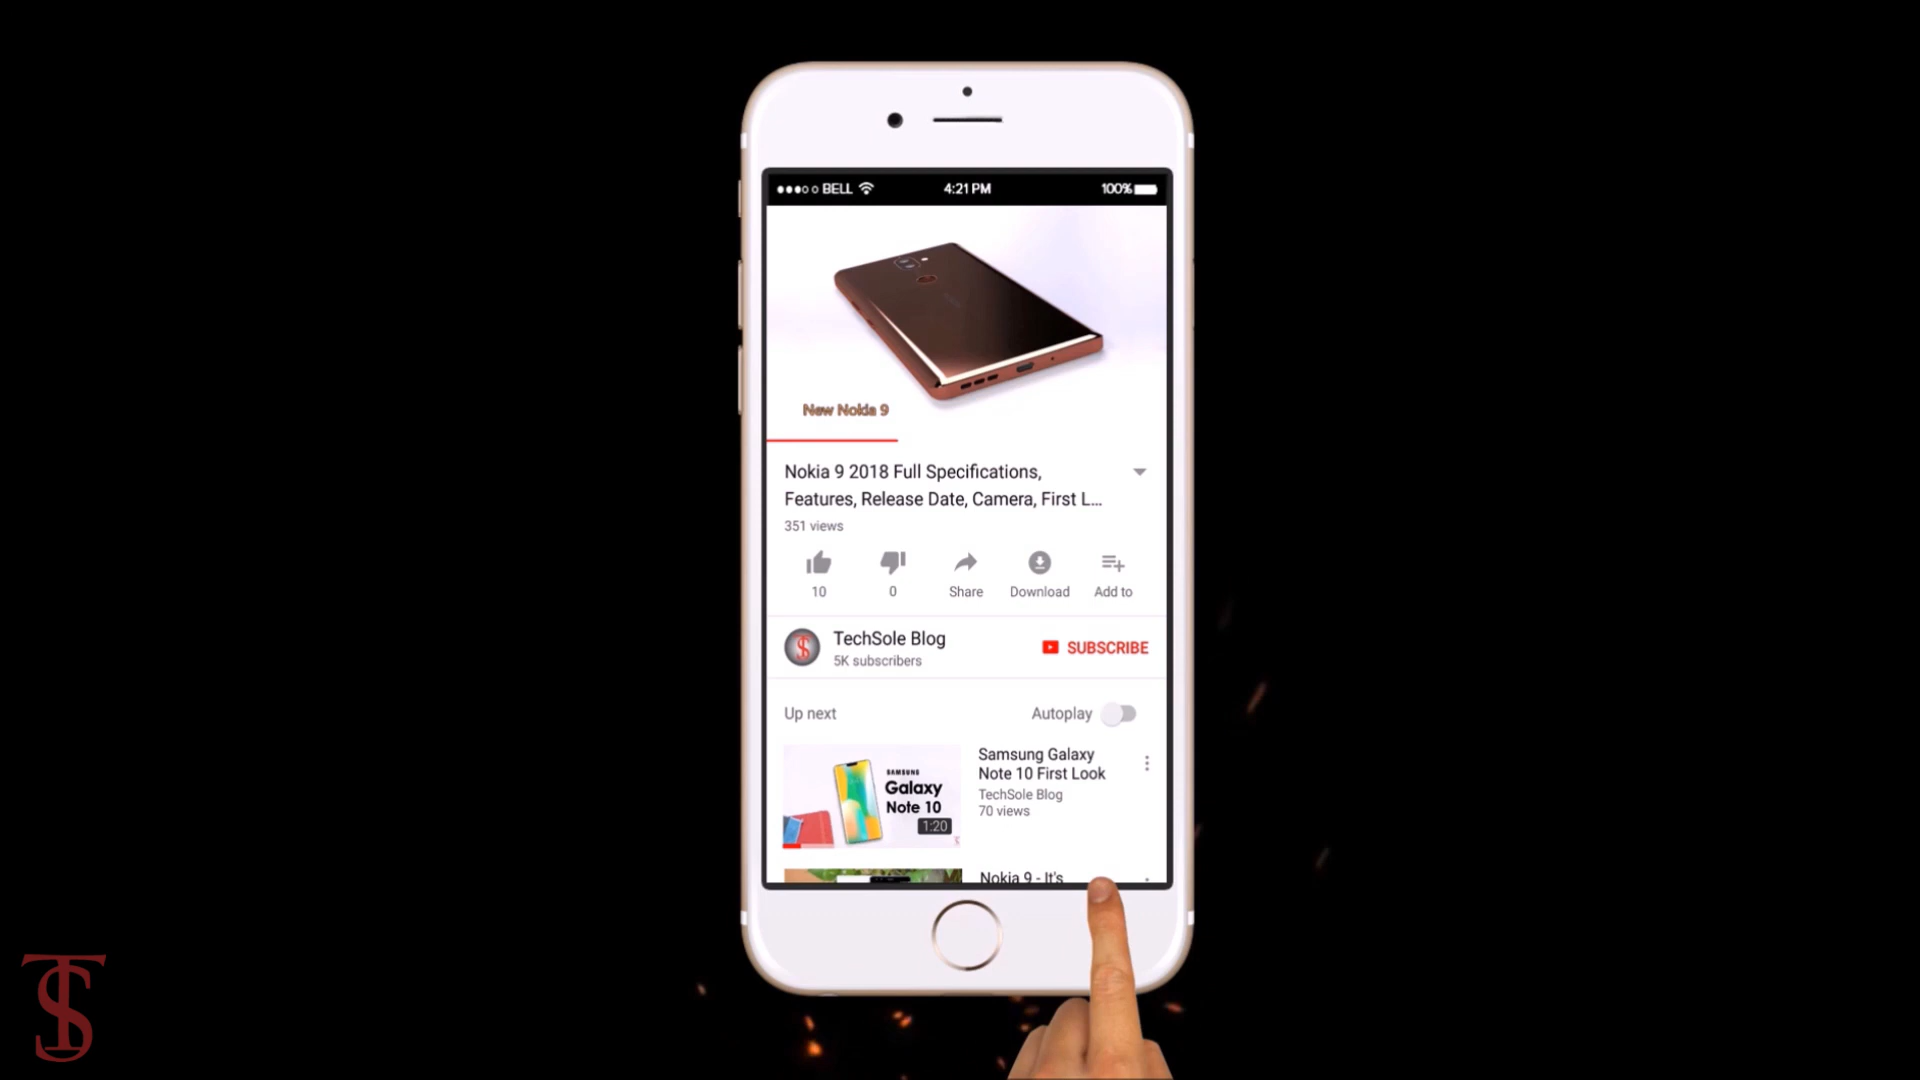 BELL
4:21 PM
100%
New Nokia 9
Nokia 9 2018 Full Specifications,
Features, Release Date, Camera, First L...
351 views
10
0
Share
Download
Add to
TechSole Blog
5K subscribers
SUBSCRIBE
Up next
Autoplay
SAMSUNG
Galaxy
Note 10
1:20
Samsung Galaxy
Note 10 First Look
TechSole Blog
70 views
Nokia 9 - It's
TS